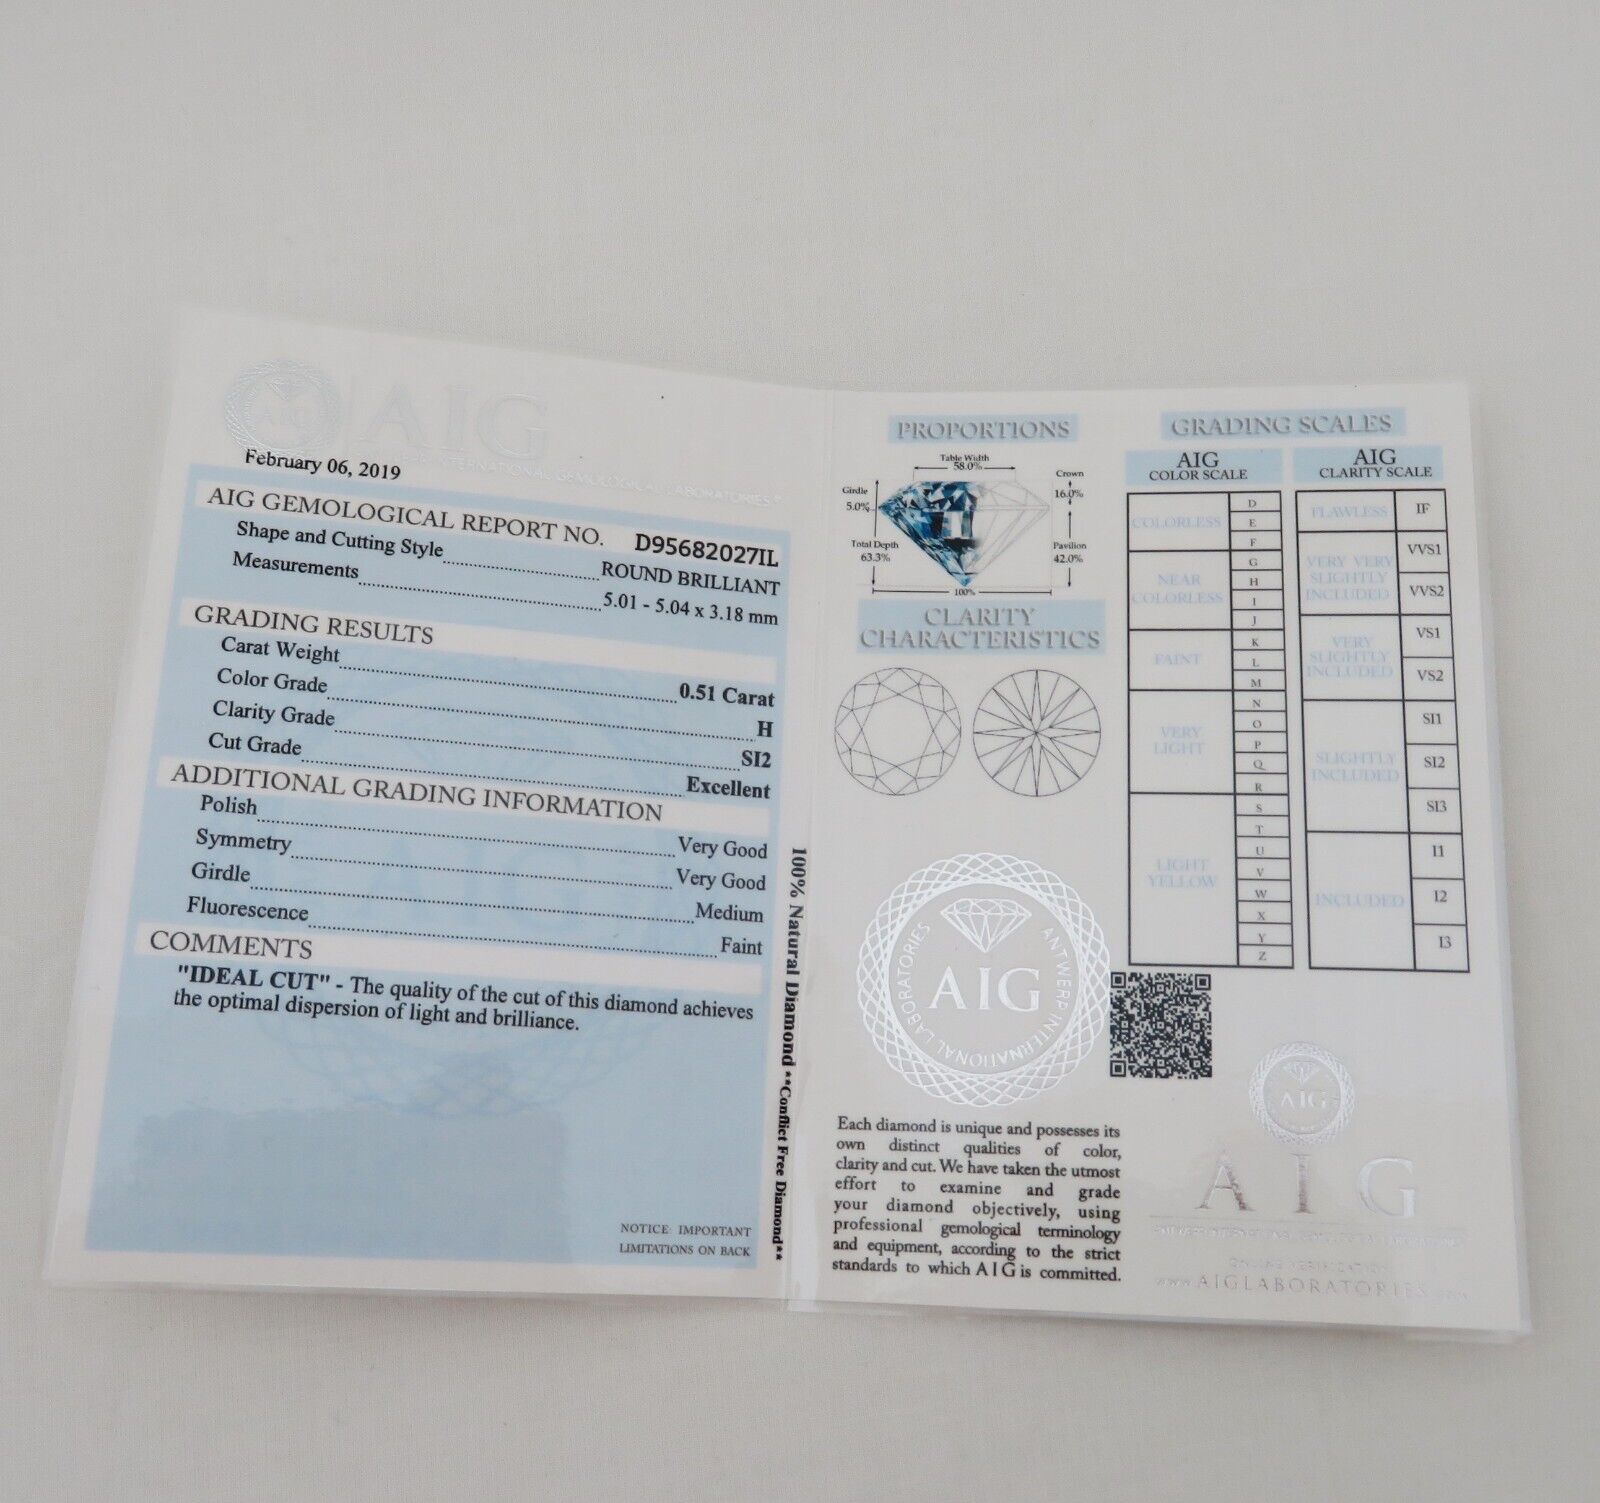 AIG
February 06, 2019
AIG GEMOLOGICAL REPORT NO. D95682027IL
Shape and Cutting Style ROUND BRILLIANT
Measurements 5.01 - 5.04 x 3.18 mm
GRADING RESULTS
Carat Weight 0.51 Carat
Color Grade H
Clarity Grade SI2
Cut Grade Excellent
ADDITIONAL GRADING INFORMATION
Polish Very Good
Symmetry Very Good
Girdle Medium
Fluorescence Faint
COMMENTS
"IDEAL CUT" - The quality of the cut of this diamond achieves
the optimal dispersion of light and brilliance.
NOTICE: IMPORTANT
LIMITATIONS ON BACK
100% Natural Diamond **Conflict Free Diamond**
PROPORTIONS
Table Width
58.0%
Crown
16.0%
Girdle
5.0%
Total Depth
63.3%
Pavilion
42.0%
100%
CLARITY
CHARACTERISTICS
AIG
ANTWERP INTERNATIONAL LABORATORIES
Each diamond is unique and possesses its
own distinct qualities of color,
clarity and cut. We have taken the utmost
effort to examine and grade
your diamond objectively, using
professional gemological terminology
and equipment, according to the strict
standards to which A I G is committed.
GRADING SCALES
AIG
COLOR SCALE
COLORLESS
D
E
F
NEAR
COLORLESS
G
H
I
J
FAINT
K
L
M
VERY
LIGHT
N
O
P
Q
R
LIGHT
YELLOW
S
T
U
V
W
X
Y
Z
AIG
CLARITY SCALE
FLAWLESS
IF
VERY VERY
SLIGHTLY
INCLUDED
VVS1
VVS2
VERY
SLIGHTLY
INCLUDED
VS1
VS2
SLIGHTLY
INCLUDED
SI1
SI2
SI3
INCLUDED
I1
I2
I3
AIG
A I G
ONLINE VERIFICATION
www.AIGLABORATORIES.com